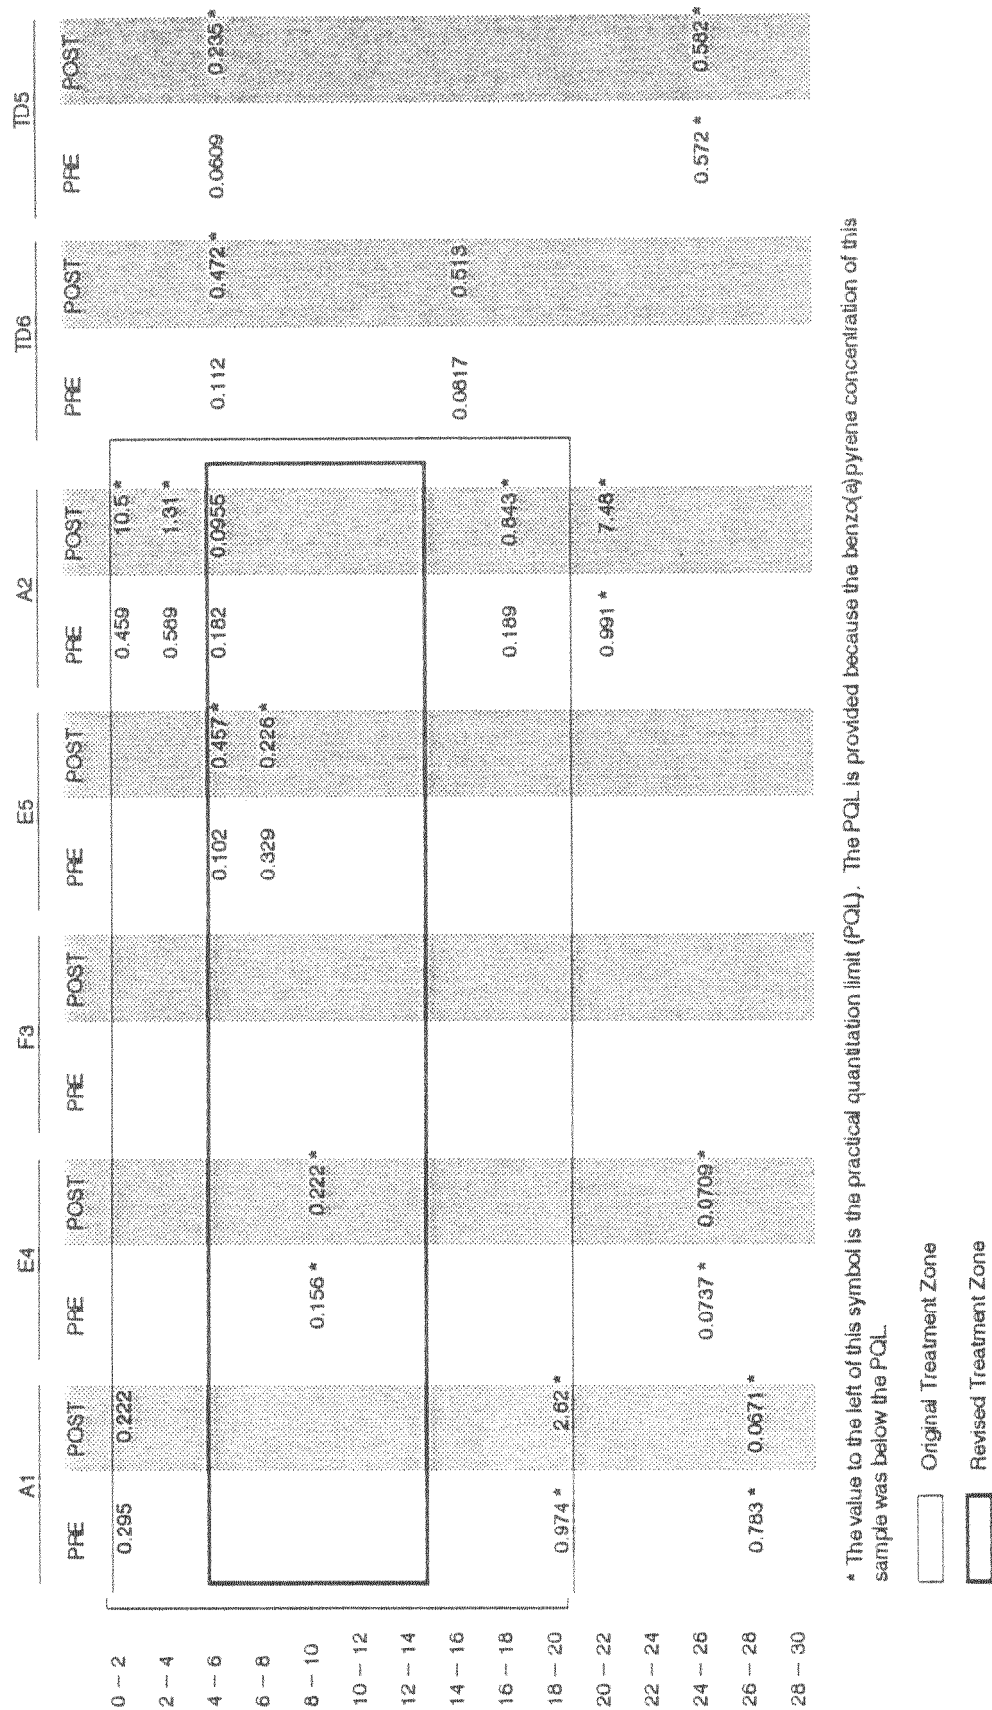 A1 E4 F3 E5 A2 TD6 TD5
PRE POST PRE POST PRE POST PRE POST PRE POST PRE POST PRE POST
0 – 2 0.295 0.222 0.459 10.5 *
2 – 4 0.589 1.31 *
4 – 6 0.102 0.457 * 0.182 0.0955 0.112 0.472 * 0.0609 0.235 *
6 – 8 0.329 0.226 *
8 – 10 0.156 * 0.222 *
10 – 12
12 – 14
14 – 16 0.0817 0.513
16 – 18 0.189 0.843 *
18 – 20 0.974 * 2.62 *
20 – 22 0.991 * 7.48 *
22 – 24
24 – 26 0.0737 * 0.0709 * 0.572 * 0.582 *
26 – 28 0.783 * 0.0671 *
28 – 30
* The value to the left of this symbol is the practical quantitation limit (PQL). The PQL is provided because the benzo(a)pyrene concentration of this
sample was below the PQL.
Original Treatment Zone
Revised Treatment Zone